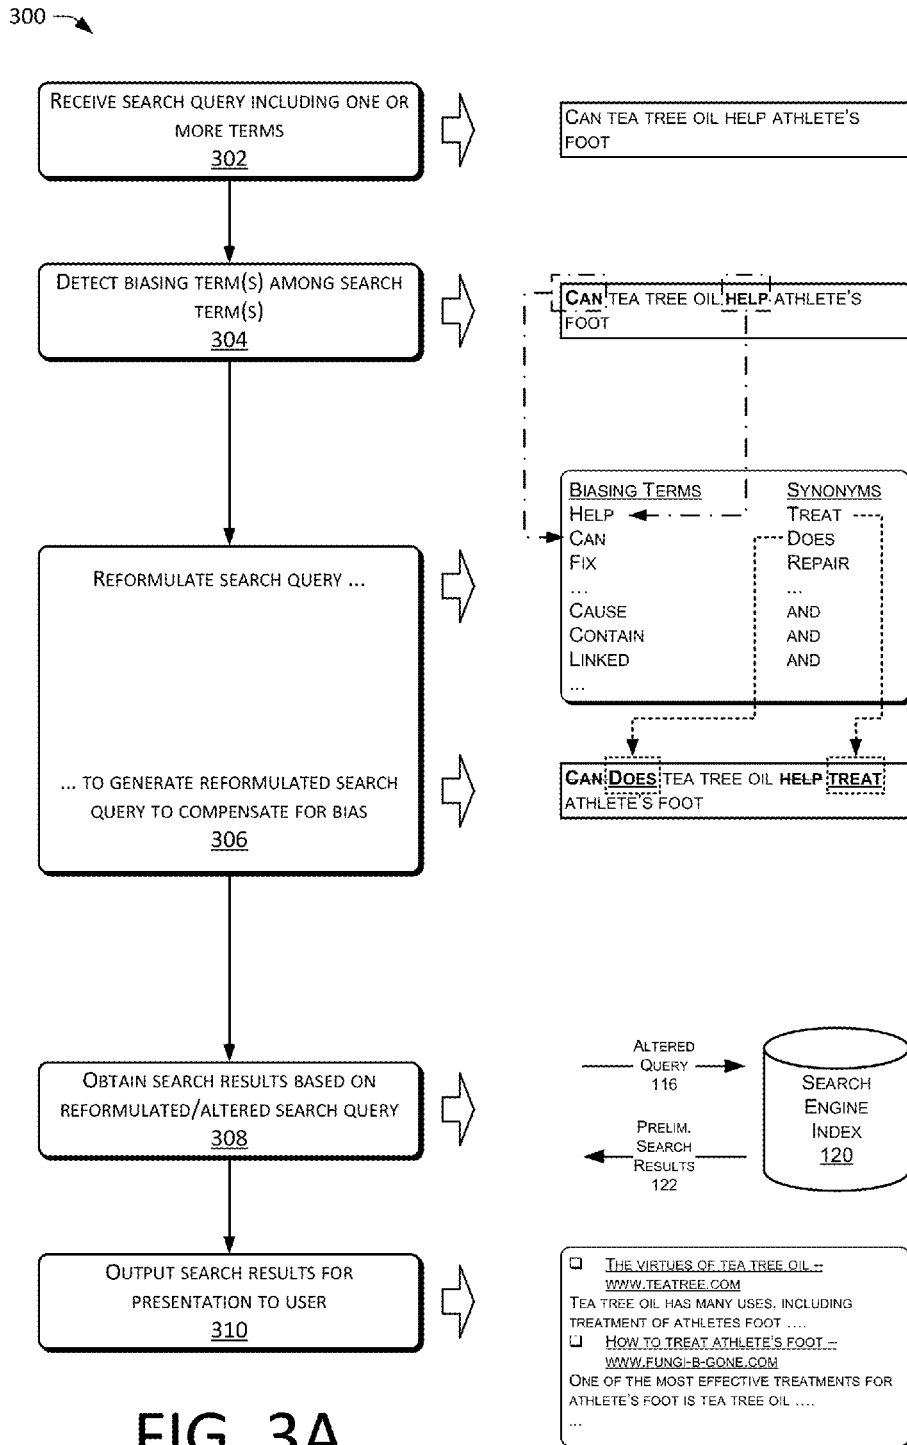 300
RECEIVE SEARCH QUERY INCLUDING ONE OR
MORE TERMS
302
CAN TEA TREE OIL HELP ATHLETE'S
FOOT
DETECT BIASING TERM(S) AMONG SEARCH
TERM(S)
304
CAN TEA TREE OIL HELP ATHLETE'S
FOOT
REFORMULATE SEARCH QUERY ...
BIASING TERMS SYNONYMS
HELP TREAT
CAN DOES
FIX REPAIR
... ...
CAUSE AND
CONTAIN AND
LINKED AND
...
... TO GENERATE REFORMULATED SEARCH
QUERY TO COMPENSATE FOR BIAS
306
CAN DOES TEA TREE OIL HELP TREAT
ATHLETE'S FOOT
OBTAIN SEARCH RESULTS BASED ON
REFORMULATED/ALTERED SEARCH QUERY
308
ALTERED
QUERY
116
PRELIM.
SEARCH
RESULTS
122
SEARCH
ENGINE
INDEX
120
OUTPUT SEARCH RESULTS FOR
PRESENTATION TO USER
310
THE VIRTUES OF TEA TREE OIL –
WWW.TEATREE.COM
TEA TREE OIL HAS MANY USES, INCLUDING
TREATMENT OF ATHLETES FOOT ....
HOW TO TREAT ATHLETE'S FOOT –
WWW.FUNGI-B-GONE.COM
ONE OF THE MOST EFFECTIVE TREATMENTS FOR
ATHLETE'S FOOT IS TEA TREE OIL ....
...
FIG. 3A